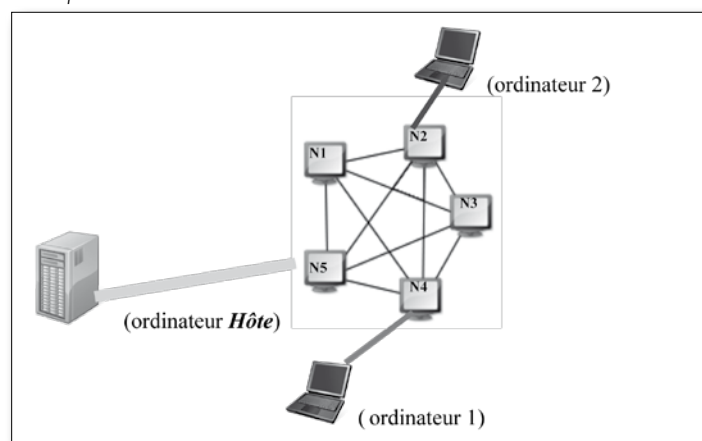 (ordinateur 2)
N1
N2
N3
N5
N4
(ordinateur Hôte)
( ordinateur 1)